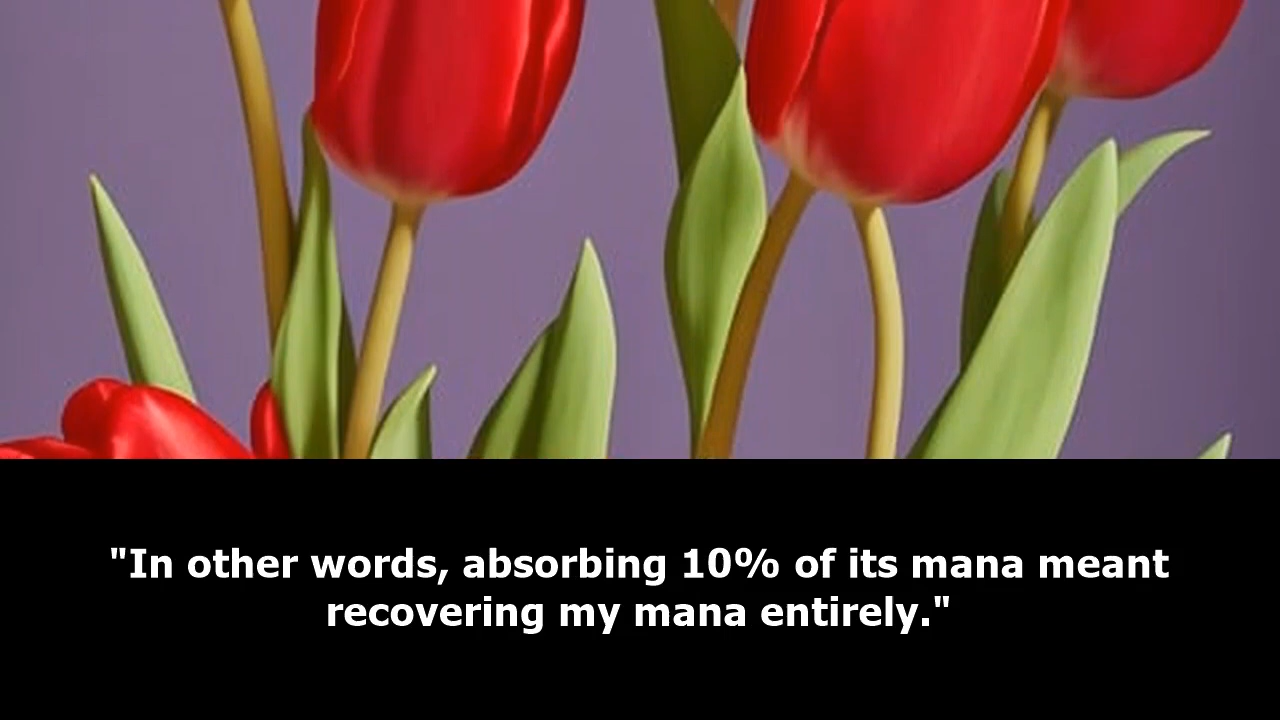 "In other words, absorbing 10% of its mana meant
recovering my mana entirely."